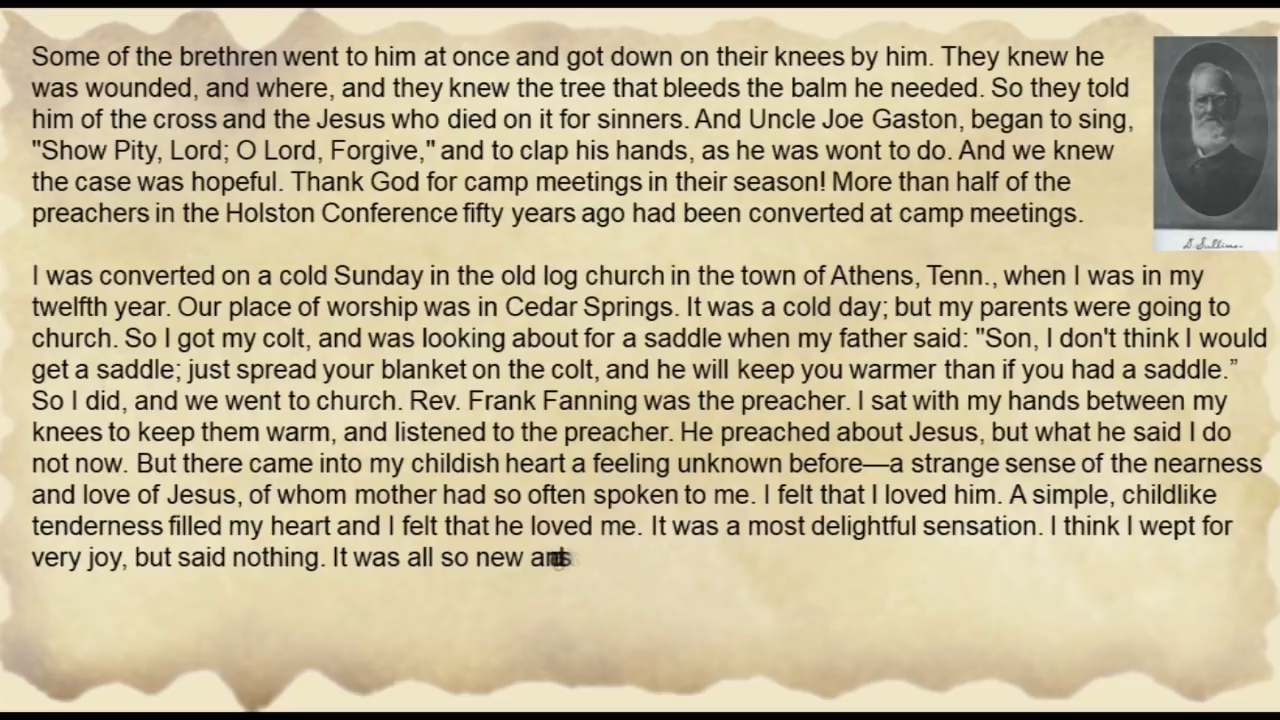 Some of the brethren went to him at once and got down on their knees by him. They knew he
was wounded, and where, and they knew the tree that bleeds the balm he needed. So they told
him of the cross and the Jesus who died on it for sinners. And Uncle Joe Gaston, began to sing,
"Show Pity, Lord; O Lord, Forgive," and to clap his hands, as he was wont to do. And we knew
the case was hopeful. Thank God for camp meetings in their season! More than half of the
preachers in the Holston Conference fifty years ago had been converted at camp meetings.
D. Sullins.
I was converted on a cold Sunday in the old log church in the town of Athens, Tenn., when I was in my
twelfth year. Our place of worship was in Cedar Springs. It was a cold day; but my parents were going to
church. So I got my colt, and was looking about for a saddle when my father said: "Son, I don't think I would
get a saddle; just spread your blanket on the colt, and he will keep you warmer than if you had a saddle.”
So I did, and we went to church. Rev. Frank Fanning was the preacher. I sat with my hands between my
knees to keep them warm, and listened to the preacher. He preached about Jesus, but what he said I do
not now. But there came into my childish heart a feeling unknown before—a strange sense of the nearness
and love of Jesus, of whom mother had so often spoken to me. I felt that I loved him. A simple, childlike
tenderness filled my heart and I felt that he loved me. It was a most delightful sensation. I think I wept for
very joy, but said nothing. It was all so new